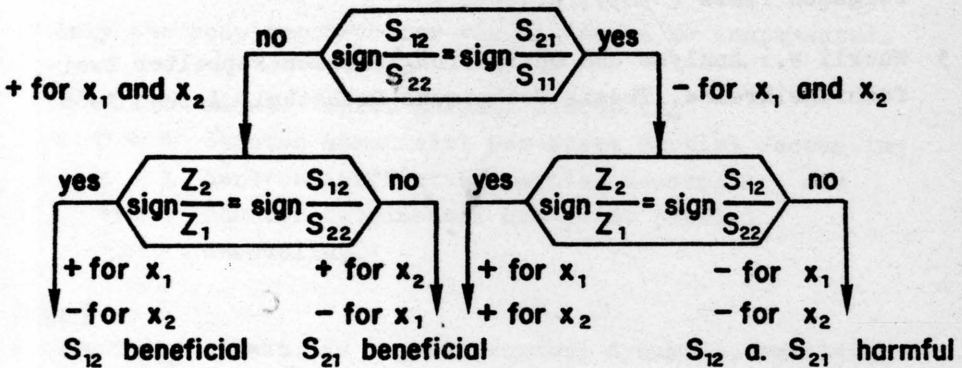 no sign S12/S22 = sign S21/S11 yes
+ for x1 and x2
- for x1 and x2
yes sign Z2/Z1 = sign S12/S22 no
yes sign Z2/Z1 = sign S12/S22 no
+ for x1
- for x2
S12 beneficial
+ for x2
- for x1
S21 beneficial
+ for x1
+ for x2
- for x1
- for x2
S12 a. S21 harmful